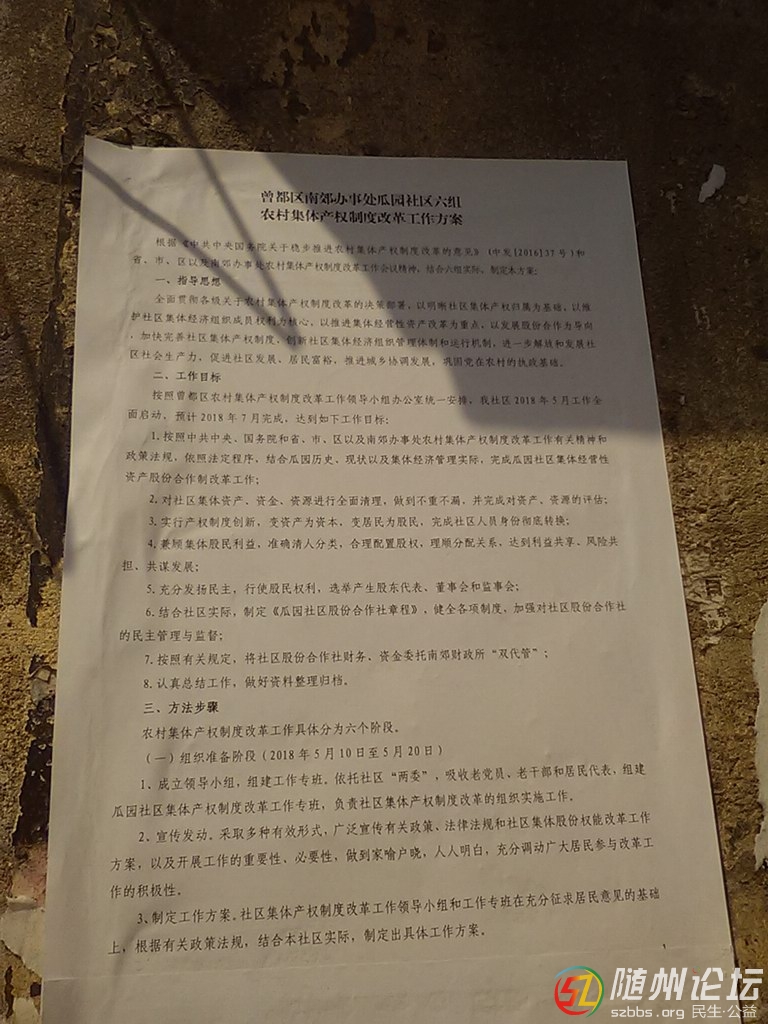 曾都区南郊办事处瓜园社区六组
农村集体产权制度改革工作方案
根据《中共中央国务院关于稳步推进农村集体产权制度改革的意见》（中发[2016]37号）和
省、市、区以及南郊办事处农村集体产权制度改革工作会议精神，结合六组实际，制定本方案：
一、指导思想
全面贯彻各级关于农村集体产权制度改革的决策部署，以明晰社区集体产权归属为基础，以维
护社区集体经济组织成员权利为核心，以推进集体经营性资产改革为重点，以发展股份合作为导向
，加快完善社区集体产权制度，创新社区集体经济组织管理体制和运行机制，进一步解放和发展社
区社会生产力，促进社区发展、居民富裕，推进城乡协调发展，巩固党在农村的执政基础。
二、工作目标
按照曾都区农村集体产权制度改革工作领导小组办公室统一安排，我社区2018年5月工作全
面启动，预计2018年7月完成，达到如下工作目标：
1.按照中共中央、国务院和省、市、区以及南郊办事处农村集体产权制度改革工作有关精神和
政策法规，依照法定程序，结合瓜园历史、现状以及集体经济管理实际，完成瓜园社区集体经营性
资产股份合作制改革工作；
2.对社区集体资产、资金、资源进行全面清理，做到不重不漏，并完成对资产、资源的评估；
3.实行产权制度创新，变资产为资本，变居民为股民，完成社区人员身份彻底转换；
4.兼顾集体股民利益，准确清人分类，合理配置股权，理顺分配关系，达到利益共享、风险共
担、共谋发展；
5.充分发扬民主，行使股民权利，选举产生股东代表、董事会和监事会；
6.结合社区实际，制定《瓜园社区股份合作社章程》，健全各项制度，加强对社区股份合作社
的民主管理与监督；
7.按照有关规定，将社区股份合作社财务、资金委托南郊财政所“双代管”；
8.认真总结工作，做好资料整理归档。
三、方法步骤
农村集体产权制度改革工作具体分为六个阶段。
（一）组织准备阶段（2018年5月10日至5月20日）
1、成立领导小组，组建工作专班。依托社区“两委”，吸收老党员、老干部和居民代表，组建
瓜园社区集体产权制度改革工作专班，负责社区集体产权制度改革的组织实施工作。
2、宣传发动。采取多种有效形式，广泛宣传有关政策、法律法规和社区集体股份权能改革工作
方案，以及开展工作的重要性、必要性，做到家喻户晓，人人明白，充分调动广大居民参与改革工
作的积极性。
3、制定工作方案。社区集体产权制度改革工作领导小组和工作专班在充分征求居民意见的基础
上，根据有关政策法规，结合本社区实际，制定出具体工作方案。
1
随州论坛
szbbs.org 民生·公益